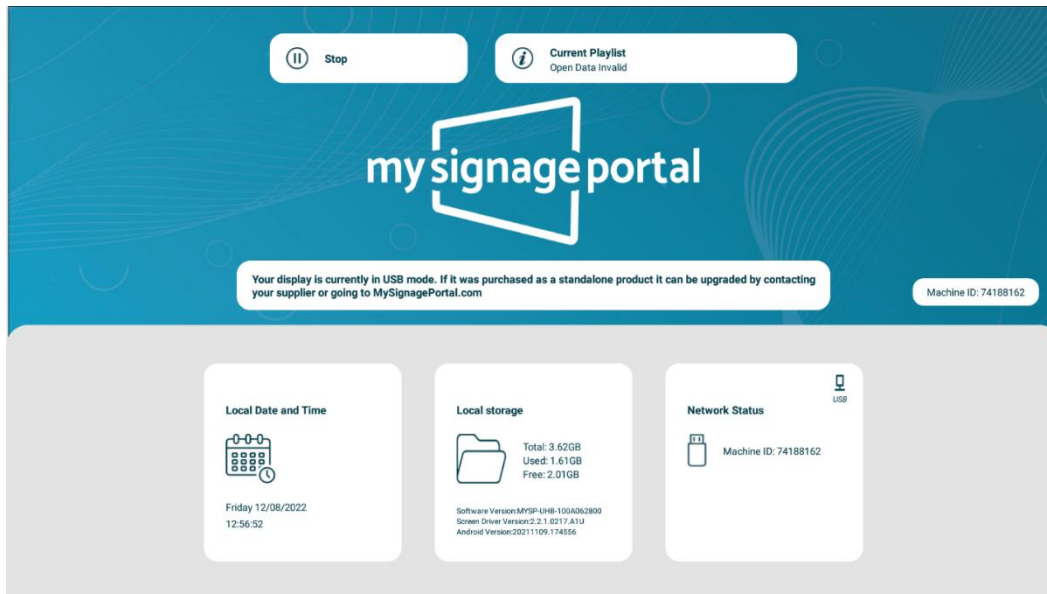 Stop
Current Playlist
Open Data Invalid
my signage portal
Your display is currently in USB mode. If it was purchased as a standalone product it can be upgraded by contacting
your supplier or going to MySignagePortal.com
Machine ID: 74188162
USB
Local Date and Time
Friday 12/08/2022
12:56:52
Local storage
Total: 3.62GB
Used: 1.61GB
Free: 2.01GB
Software Version:MYSP-UHB-100A062800
Screen Driver Version:2.2.1.0217.A1U
Android Version:20211109.174556
Network Status
Machine ID: 74188162